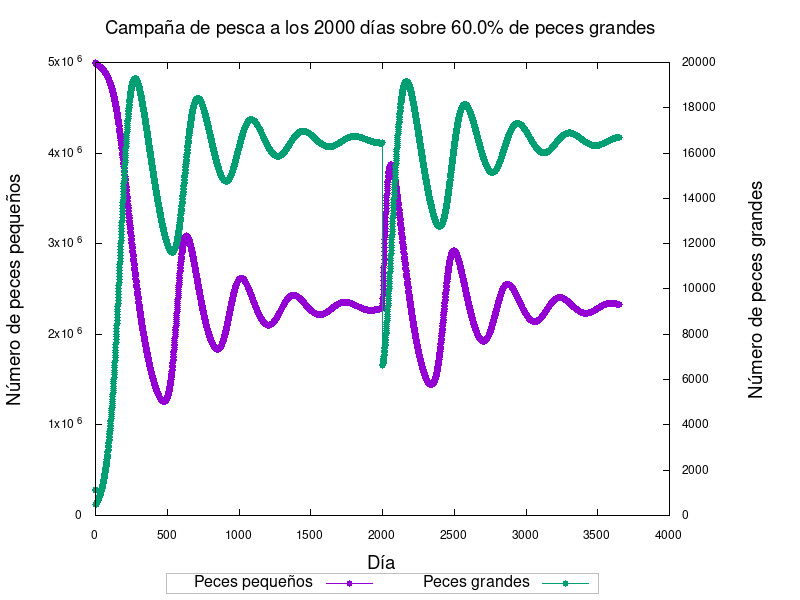 Campaña de pesca a los 2000 días sobre 60.0% de peces grandes
5x10 6
4x10 6
3x10 6
2x10 6
1x10 6
0
Número de peces pequeños
20000
18000
16000
14000
12000
10000
8000
6000
4000
2000
0
Número de peces grandes
0 500 1000 1500 2000 2500 3000 3500 4000
Día
Peces pequeños Peces grandes